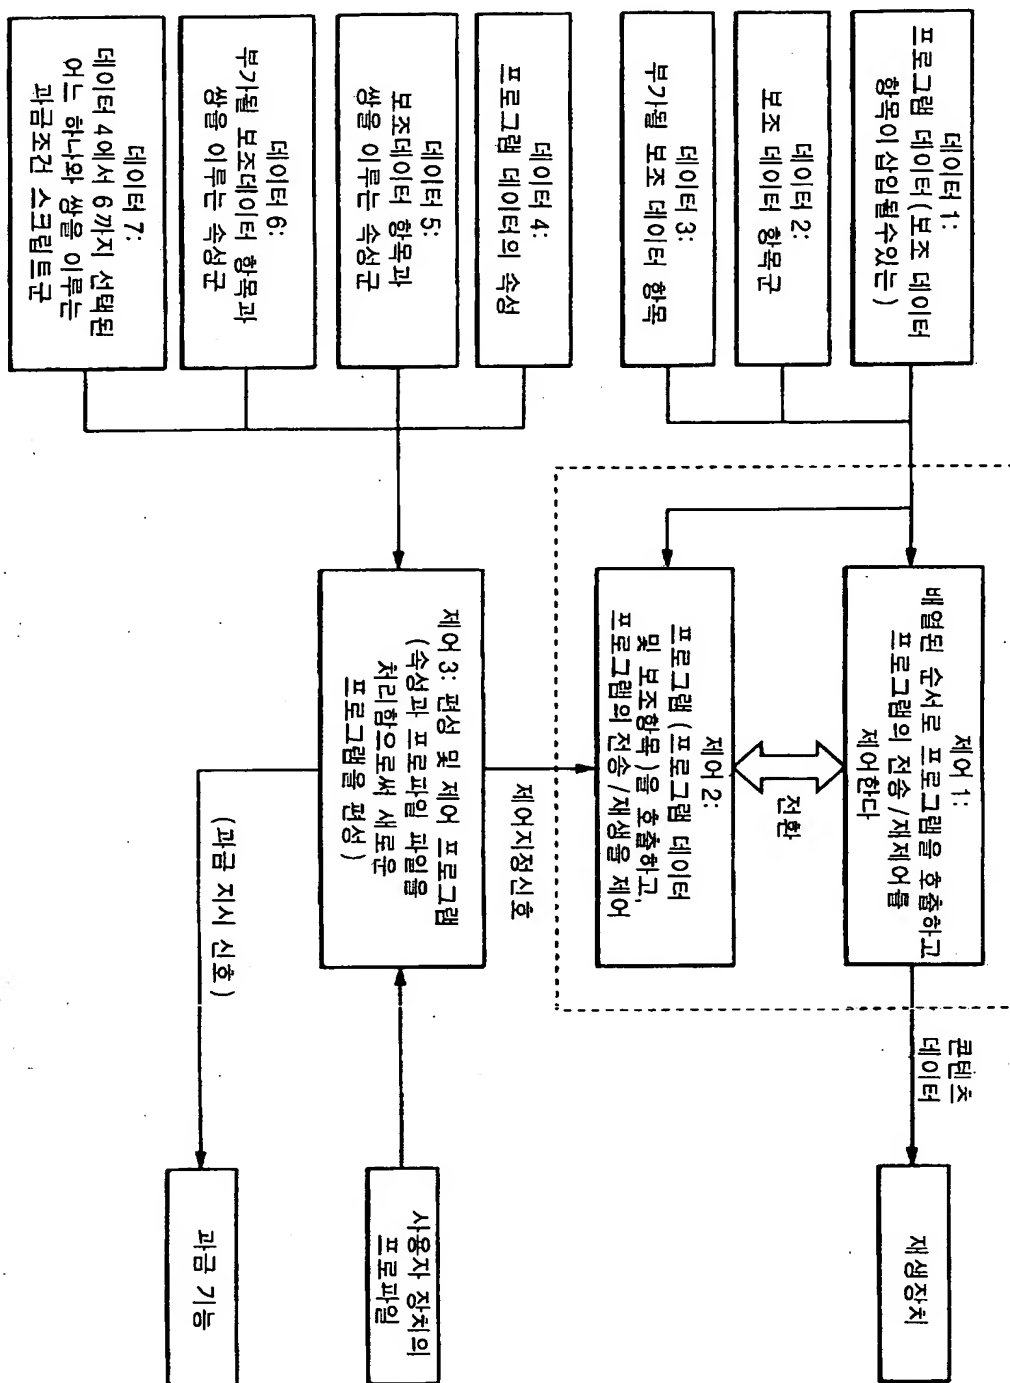 데이터 1:
프로그램 데이터(보조 데이터
항목이 삽입될수있는)
데이터 2:
보조 데이터 항목군
데이터 3:
부가될 보조 데이터 항목
데이터 4:
프로그램 데이터의 속성
데이터 5:
보조데이터 항목과
쌍을 이루는 속성군
데이터 6:
부가될 보조데이터 항목과
쌍을 이루는 속성군
데이터 7:
데이터 4에서 6까지 선택된
어느 하나와 쌍을 이루는
과금조건 스크립트군
제어 1:
배열된 순서로 프로그램을 호출하고
프로그램의 전송/재제어를
제어한다
전환
제어 2:
프로그램(프로그램 데이터
및 보조항목)을 호출하고,
프로그램의 전송/재생을 제어
제어지정신호
제어 3: 편성 및 제어 프로그램
(속성과 프로파일 파일을
처리함으로써 새로운
프로그램을 편성)
(과금 지시 신호)
콘텐츠
데이터
재생장치
사용자 장치의
프로파일
과금 기능